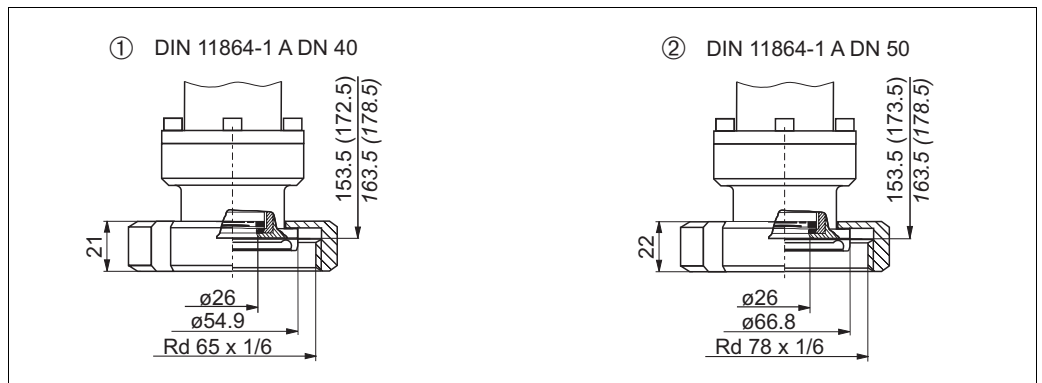 ① DIN 11864-1 A DN 40
153.5 (172.5)
163.5 (178.5)
21
ø26
ø54.9
Rd 65 x 1/6
② DIN 11864-1 A DN 50
153.5 (173.5)
163.5 (178.5)
22
ø26
ø66.8
Rd 78 x 1/6